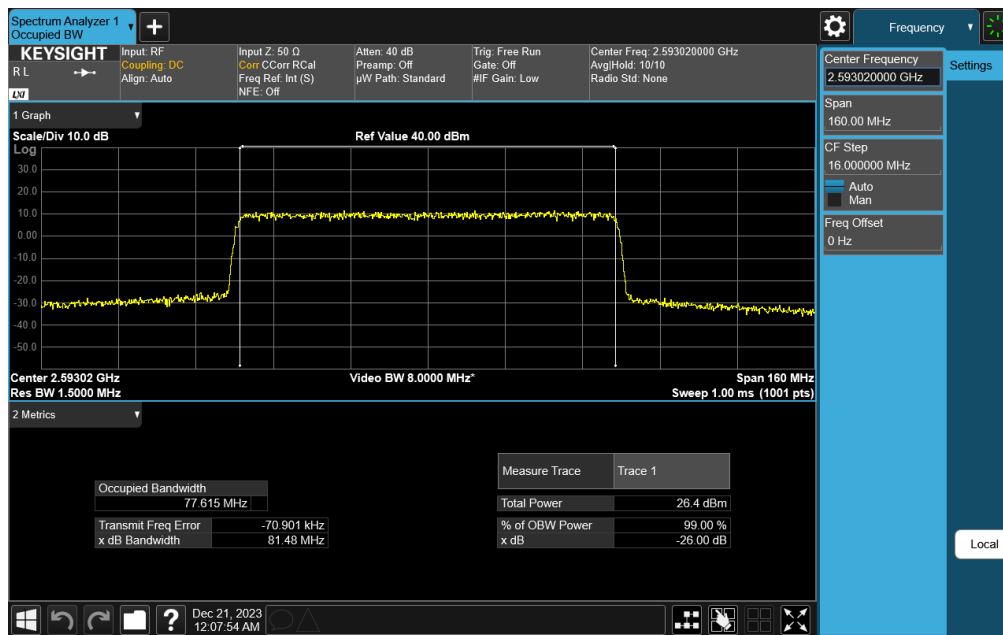 Spectrum Analyzer 1
Occupied BW
Frequency
KEYSIGHT
R L
LXI
Input: RF
Coupling: DC
Align: Auto
Input Z: 50 Ω
Corr CCorr RCal
Freq Ref: Int (S)
NFE: Off
Atten: 40 dB
Preamp: Off
µW Path: Standard
Trig: Free Run
Gate: Off
#IF Gain: Low
Center Freq: 2.593020000 GHz
Avg|Hold: 10/10
Radio Std: None
Center Frequency
2.593020000 GHz
Settings
Span
160.00 MHz
CF Step
16.000000 MHz
Auto
Man
Freq Offset
0 Hz
Local
1 Graph
Scale/Div 10.0 dB
Ref Value 40.00 dBm
Log
30.0
20.0
10.0
0.00
-10.0
-20.0
-30.0
-40.0
-50.0
Center 2.59302 GHz
Video BW 8.0000 MHz*
Span 160 MHz
Res BW 1.5000 MHz
Sweep 1.00 ms (1001 pts)
2 Metrics
Occupied Bandwidth
77.615 MHz
Transmit Freq Error -70.901 kHz
x dB Bandwidth 81.48 MHz
Measure Trace Trace 1
Total Power 26.4 dBm
% of OBW Power 99.00 %
x dB -26.00 dB
?
Dec 21, 2023
12:07:54 AM